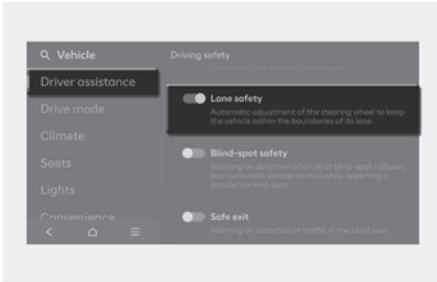 Vehicle
Driving safety
Driver assistance
Drive mode
Climate
Seats
Lights
Convenience
Lane safety
Automatic adjustment of the steering wheel to keep
the vehicle within the boundaries of its lane.
Blind-spot safety
Warning on detection of a risk of blind-spot collision,
and automatic vehicle control while departing a
parallel parking spot.
Safe exit
Warning on detection of traffic in the blind spot.